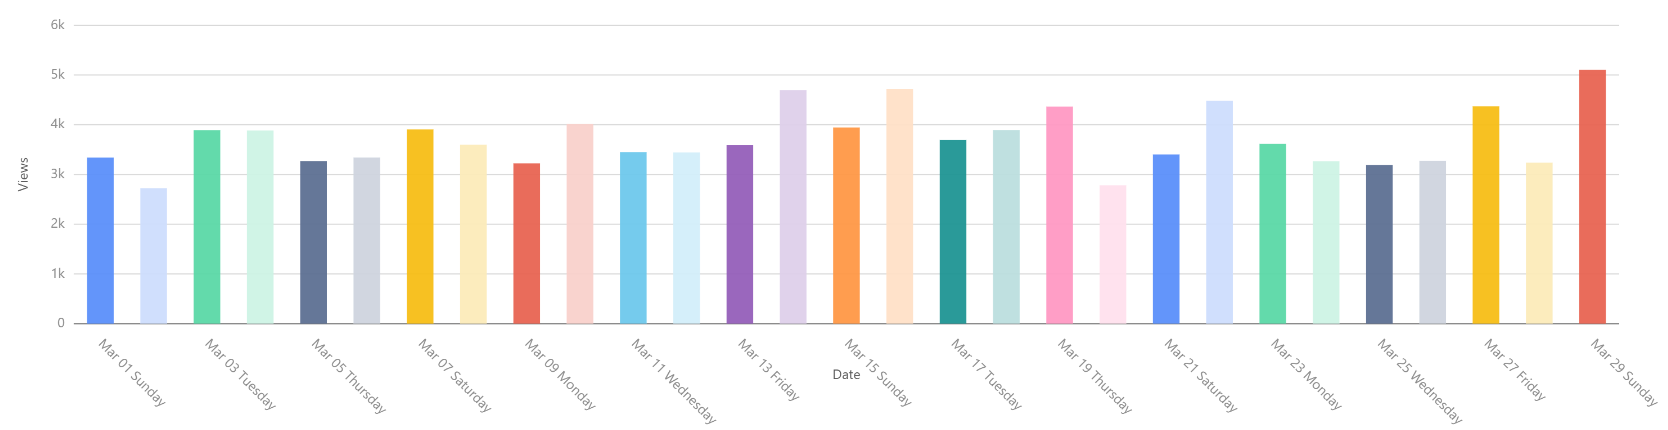 6k
5k
4k
3k
2k
1k
0
Views
Mar 01 Sunday
Mar 03 Tuesday
Mar 05 Thursday
Mar 07 Saturday
Mar 09 Monday
Mar 11 Wednesday
Mar 13 Friday
Mar 15 Sunday
Mar 17 Tuesday
Mar 19 Thursday
Mar 21 Saturday
Mar 23 Monday
Mar 25 Wednesday
Mar 27 Friday
Mar 29 Sunday
Date